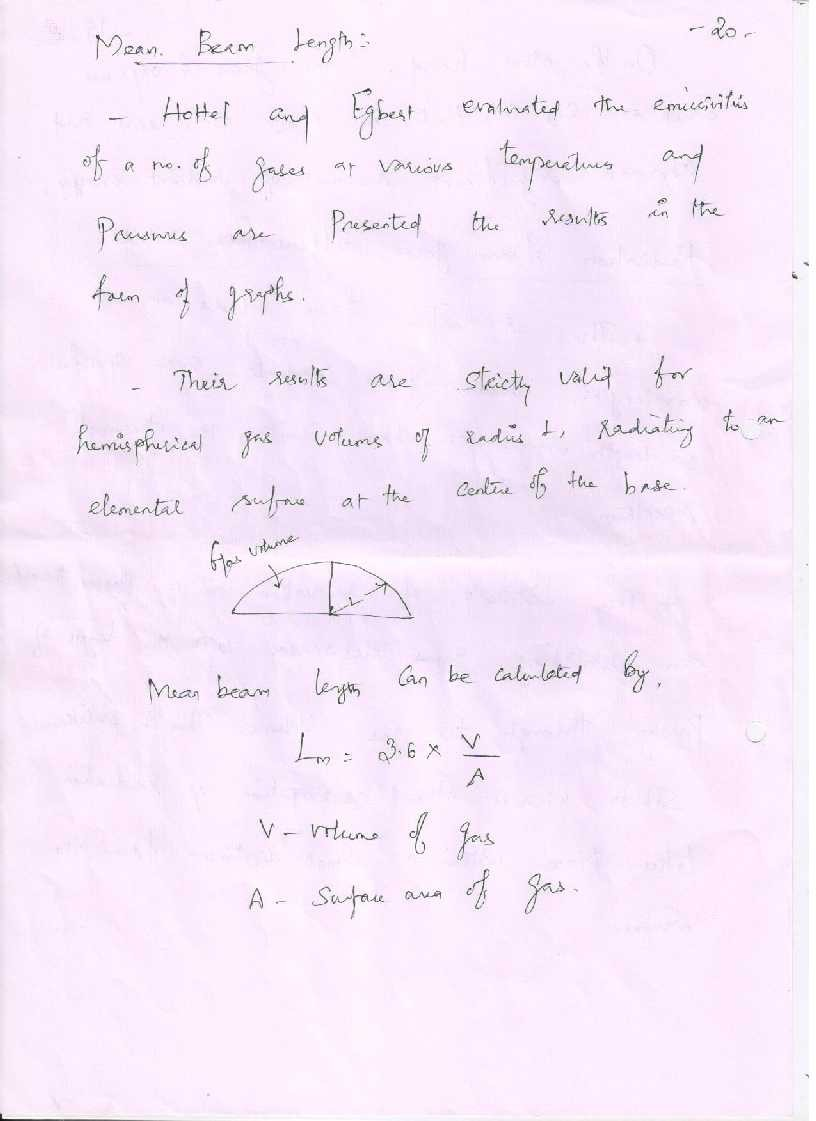 - 20 -
Mean Beam Length:-
- Hottel and Egbert evaluated the emissivities
of a no. of gases at various temperatures and
Pressures are Presented the results in the
form of graphs.
- Their results are strictly valid for
hemispherical gas volumes of radius L, radiating to an
elemental surface at the centre of the base.
Gas volume
L
Mean beam length can be calculated by,
Lm = 3.6 × V/A
V - volume of gas
A - Surface area of gas.